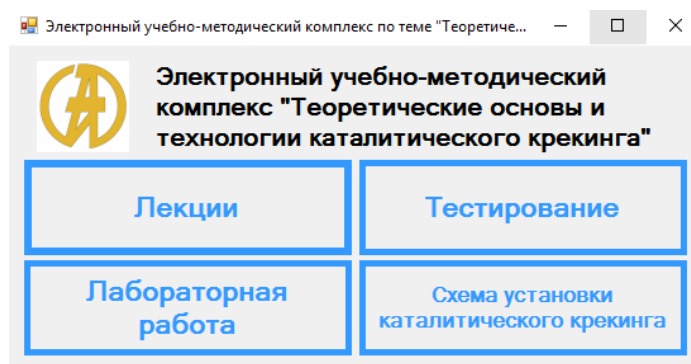 Электронный учебно-методический комплекс по теме "Теоретиче...
Электронный учебно-методический
комплекс "Теоретические основы и
технологии каталитического крекинга"
Лекции
Тестирование
Лабораторная
работа
Схема установки
каталитического крекинга